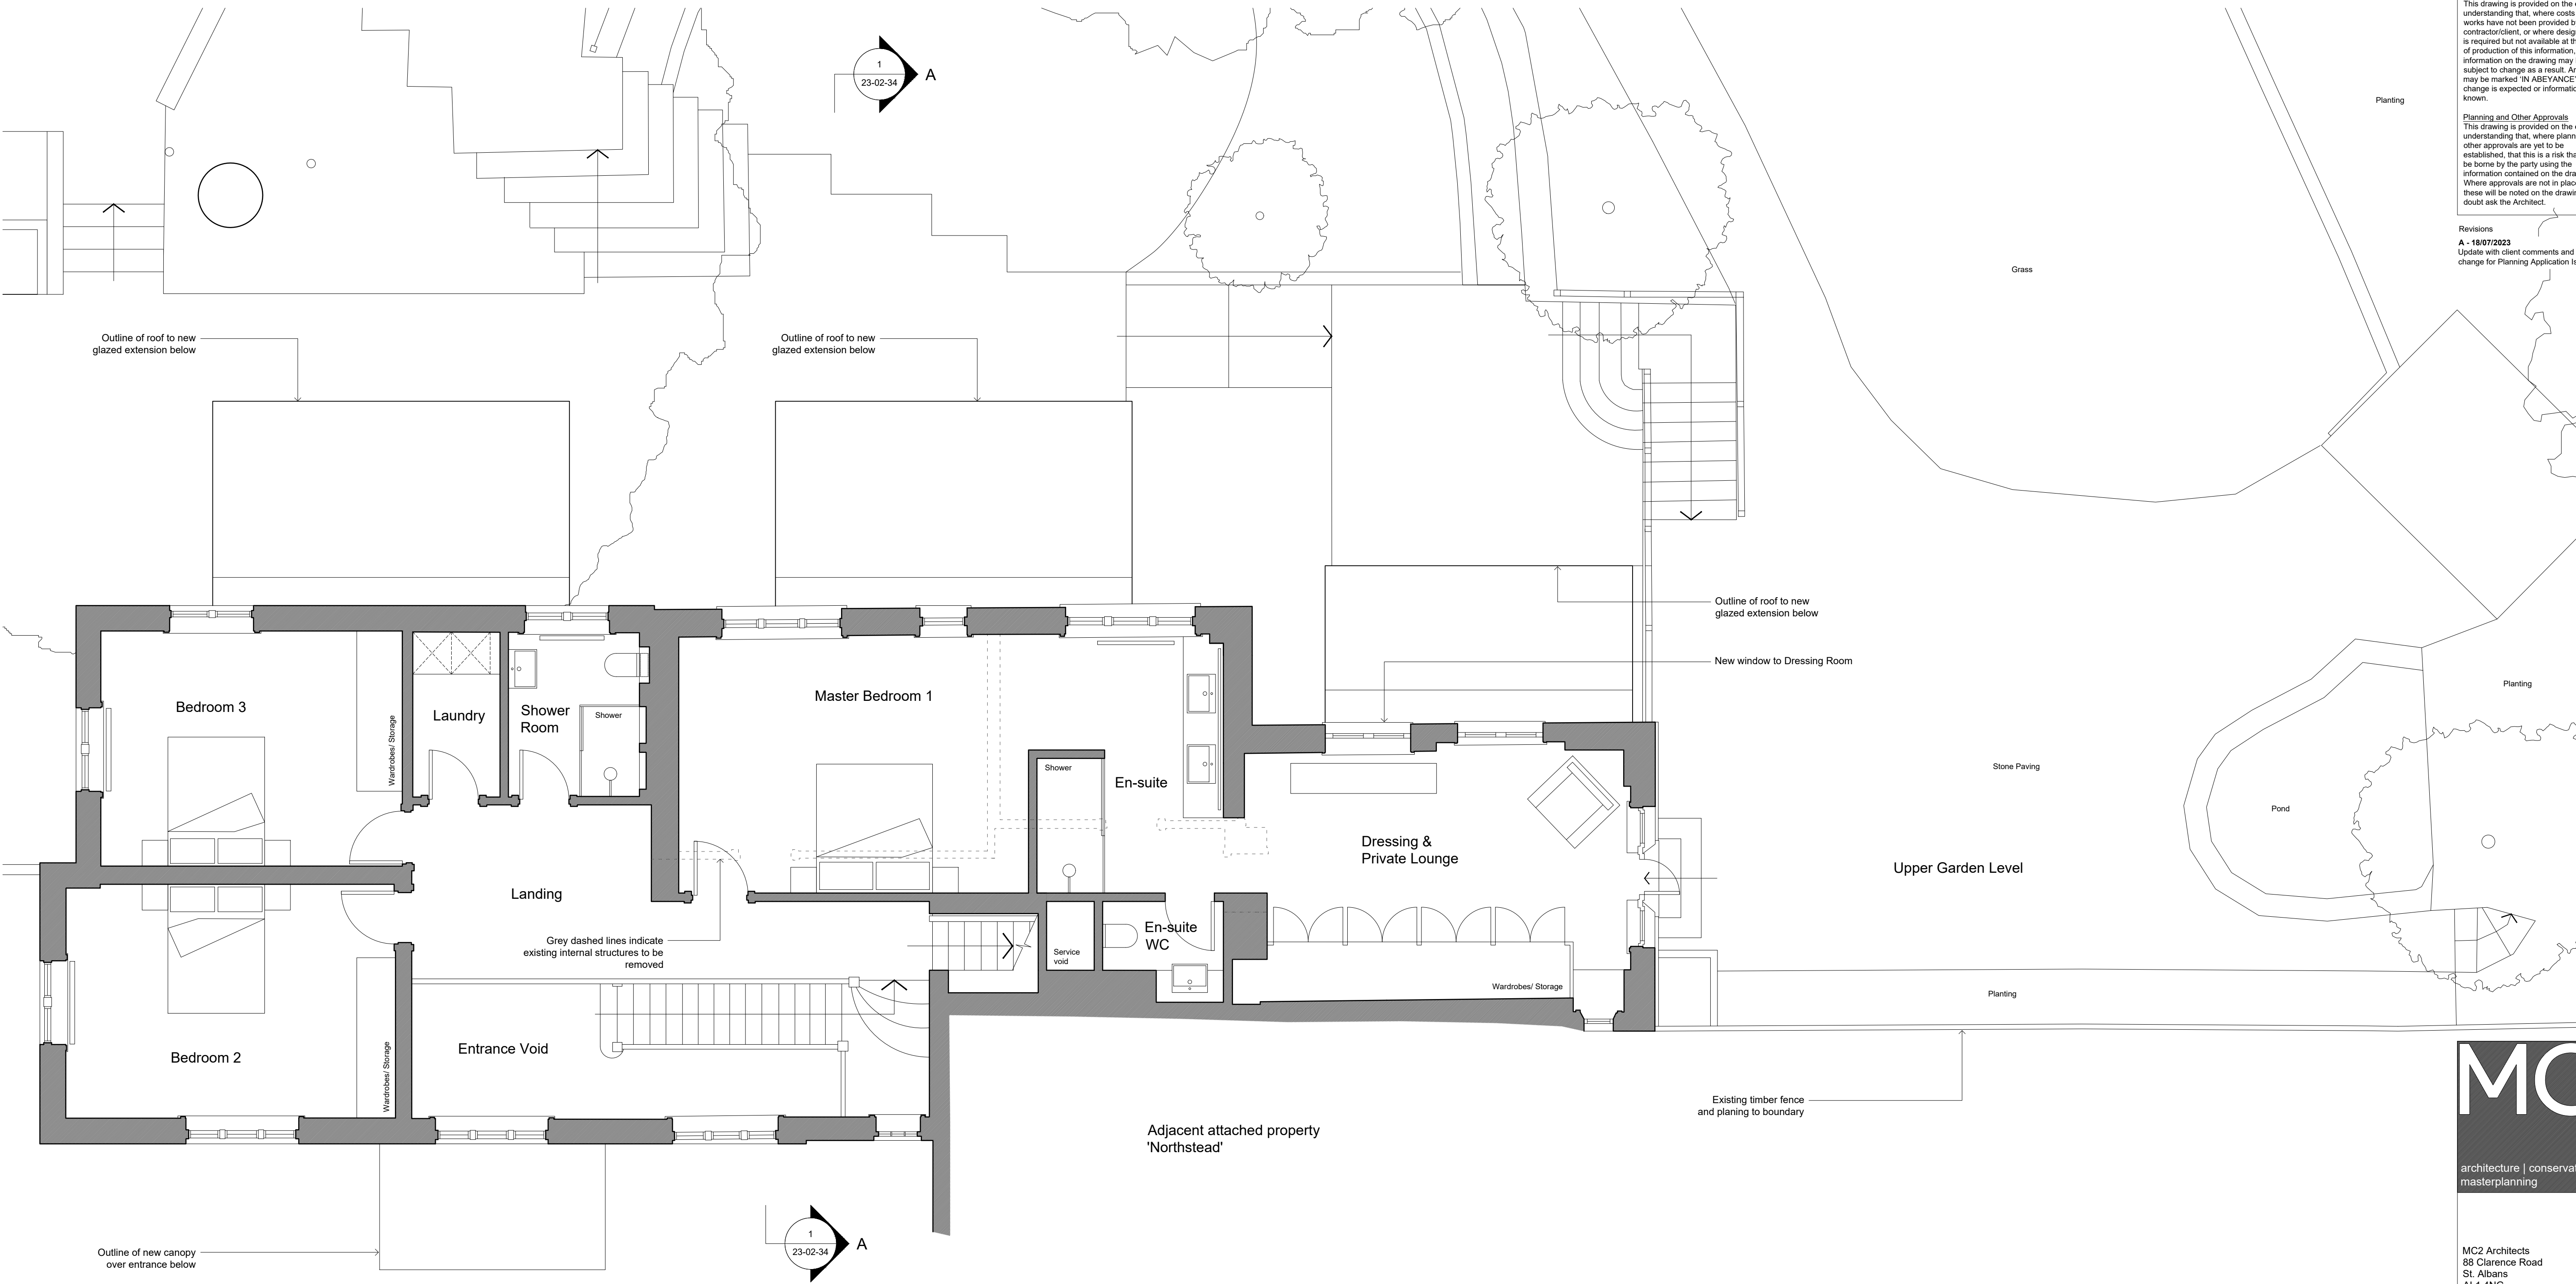 1
23-02-34
A
This drawing is provided on the
understanding that, where costs
works have not been provided
contractor/client, or where
is required but not available at
of production of this information,
information on the drawing may
subject to change as a result.
may be marked 'IN ABEYANCE'
change is expected or
known.
Planning and Other Approvals
This drawing is provided on the
understanding that, where
other approvals are yet to be
established, that this is a risk
be borne by the party using the
information contained on the
Where approvals are not in
these will be noted on the
doubt ask the Architect.
Revisions
A - 18/07/2023
Update with client comments and
change for Planning Application
Planting
Grass
Outline of roof to new
glazed extension below
Outline of roof to new
glazed extension below
Outline of roof to new
glazed extension below
New window to Dressing Room
Bedroom 3
Wardrobes/ Storage
Laundry
Shower
Room
Shower
Master Bedroom 1
Shower
En-suite
Dressing &
Private Lounge
Stone Paving
Planting
Pond
Upper Garden Level
Landing
Grey dashed lines indicate
existing internal structures to be
removed
Service
void
En-suite
WC
Wardrobes/ Storage
Planting
Bedroom 2
Wardrobes/ Storage
Entrance Void
Existing timber fence
and planing to boundary
Adjacent attached property
'Northstead'
Outline of new canopy
over entrance below
1
23-02-34
A
MC
architecture |
masterplanning
MC2 Architects
88 Clarence Road
St. Albans